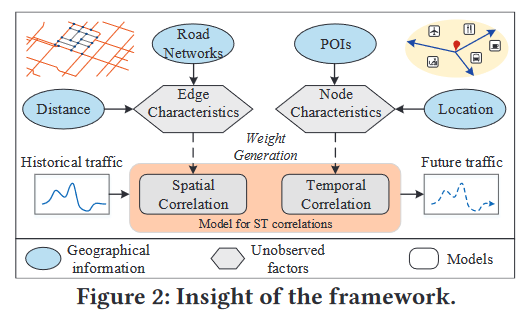 Road
Networks
POIs
Distance
Edge
Characteristics
Node
Characteristics
Location
Weight
Generation
Historical traffic
Future traffic
Spatial
Correlation
Temporal
Correlation
Model for ST correlations
Geographical
information
Unobserved
factors
Models
Figure 2: Insight of the framework.